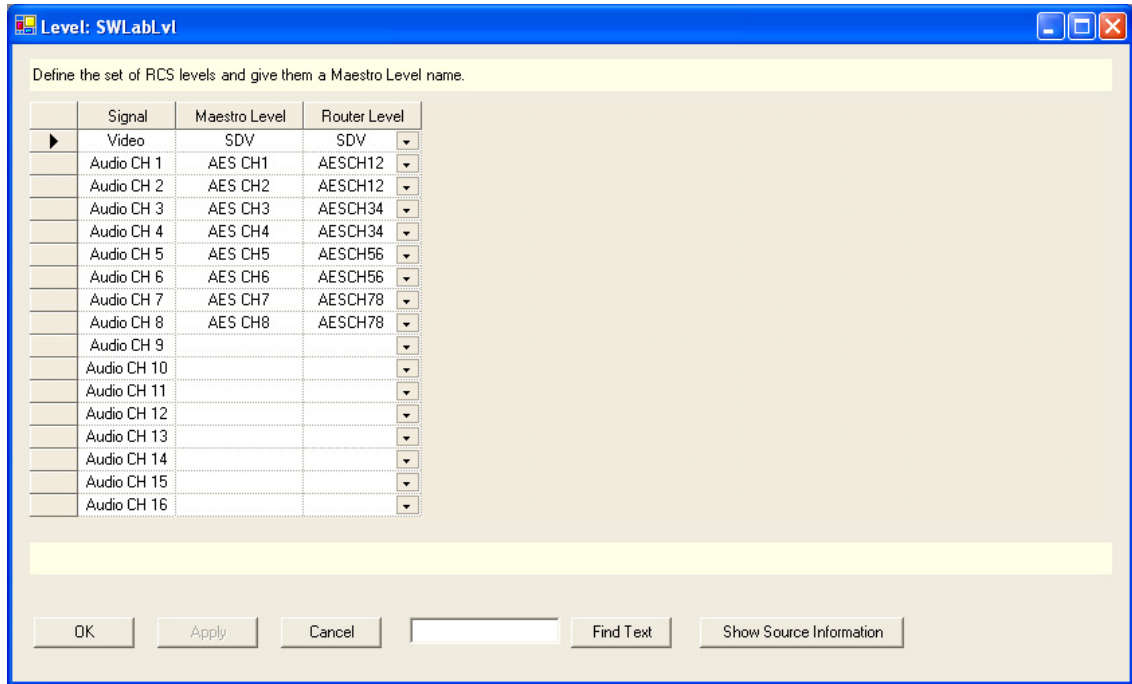 Level: SWLabLvl
Define the set of RCS levels and give them a Maestro Level name.
Signal Maestro Level Router Level
Video SDV SDV
Audio CH 1 AES CH1 AESCH12
Audio CH 2 AES CH2 AESCH12
Audio CH 3 AES CH3 AESCH34
Audio CH 4 AES CH4 AESCH34
Audio CH 5 AES CH5 AESCH56
Audio CH 6 AES CH6 AESCH56
Audio CH 7 AES CH7 AESCH78
Audio CH 8 AES CH8 AESCH78
Audio CH 9
Audio CH 10
Audio CH 11
Audio CH 12
Audio CH 13
Audio CH 14
Audio CH 15
Audio CH 16
OK Apply Cancel Find Text Show Source Information